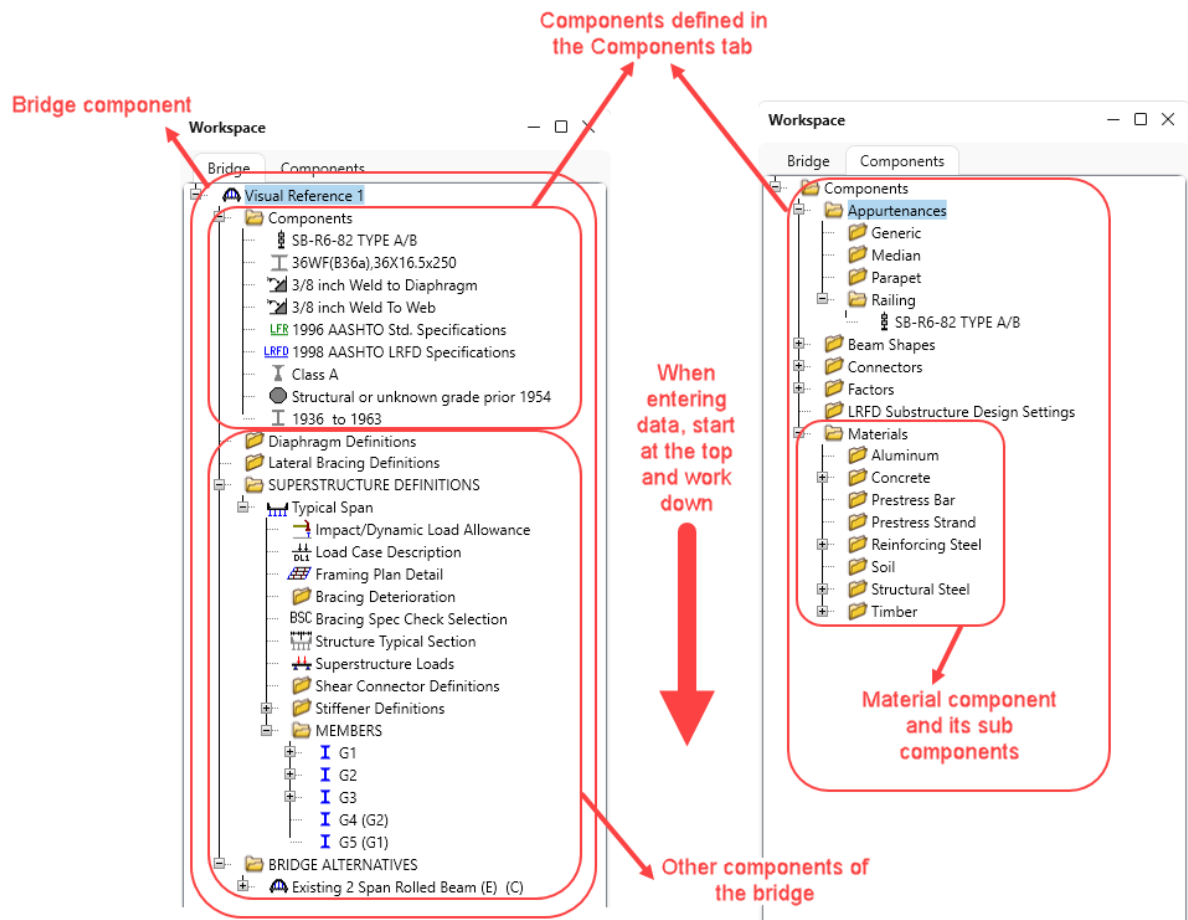 Components defined in
the Components tab
Bridge component
Workspace
Bridge
Components
Visual Reference 1
Components
SB-R6-82 TYPE A/B
36WF(B36a),36X16.5x250
3/8 inch Weld to Diaphragm
3/8 inch Weld To Web
LFR 1996 AASHTO Std. Specifications
LRFD 1998 AASHTO LRFD Specifications
Class A
Structural or unknown grade prior 1954
1936 to 1963
Diaphragm Definitions
Lateral Bracing Definitions
SUPERSTRUCTURE DEFINITIONS
Typical Span
Impact/Dynamic Load Allowance
DL1 Load Case Description
Framing Plan Detail
Bracing Deterioration
BSC Bracing Spec Check Selection
Structure Typical Section
Superstructure Loads
Shear Connector Definitions
Stiffener Definitions
MEMBERS
G1
G2
G3
G4 (G2)
G5 (G1)
BRIDGE ALTERNATIVES
Existing 2 Span Rolled Beam (E) (C)
When
entering
data, start
at the top
and work
down
Other components of
the bridge
Workspace
Bridge
Components
Components
Appurtenances
Generic
Median
Parapet
Railing
SB-R6-82 TYPE A/B
Beam Shapes
Connectors
Factors
LRFD Substructure Design Settings
Materials
Aluminum
Concrete
Prestress Bar
Prestress Strand
Reinforcing Steel
Soil
Structural Steel
Timber
Material component
and its sub
components